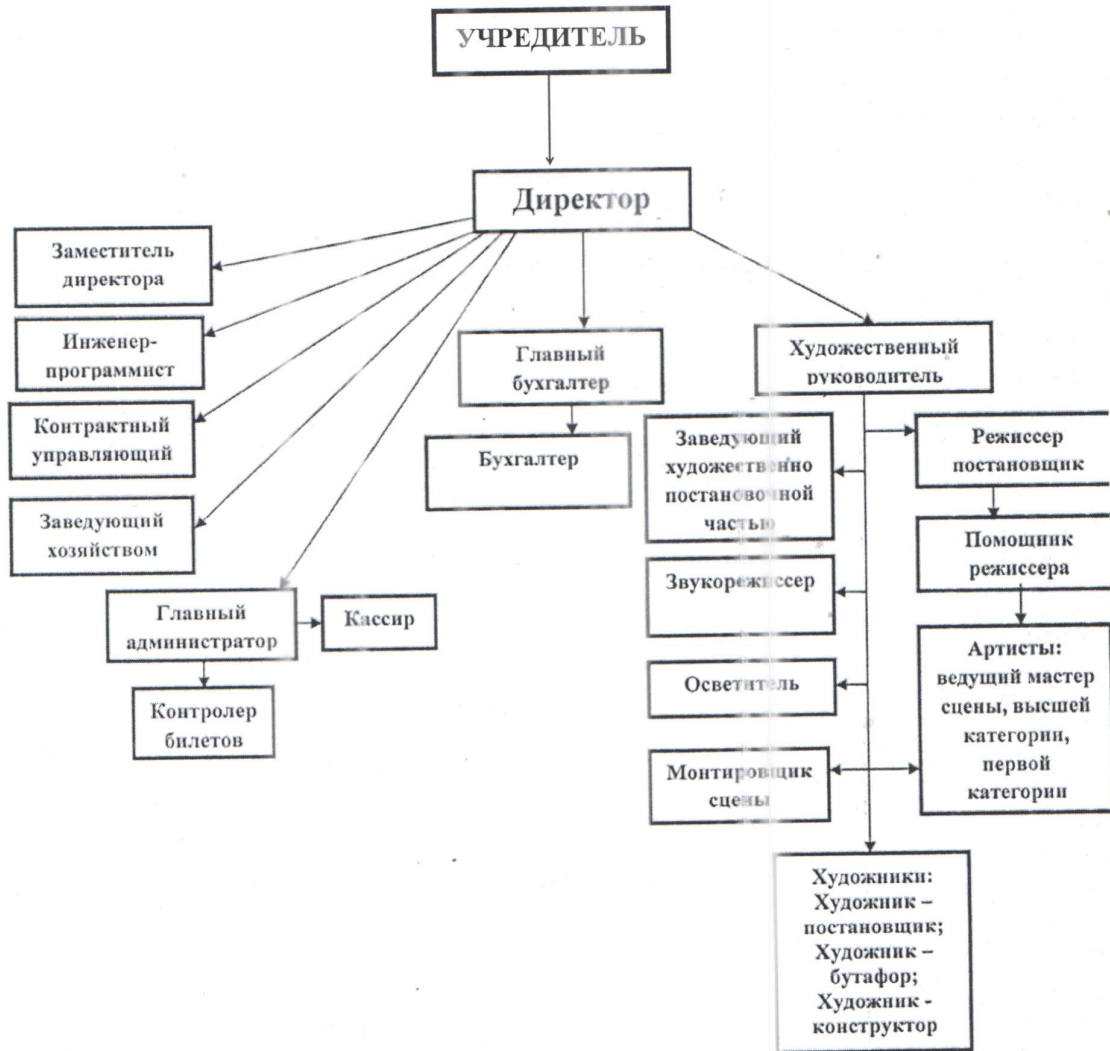 УЧРЕДИТЕЛЬ
Директор
Заместитель
директора
Инженер-
программист
Контрактный
управляющий
Заведующий
хозяйством
Главный
администратор
Кассир
Контролер
билетов
Главный
бухгалтер
Бухгалтер
Художественный
руководитель
Заведующий
художественно
постановочной
частью
Звукорежиссер
Осветитель
Монтировщик
сцены
Режиссер
постановщик
Помощник
режиссера
Артисты:
ведущий мастер
сцены, высшей
категории,
первой
категории
Художники:
Художник –
постановщик;
Художник –
бутафор;
Художник -
конструктор